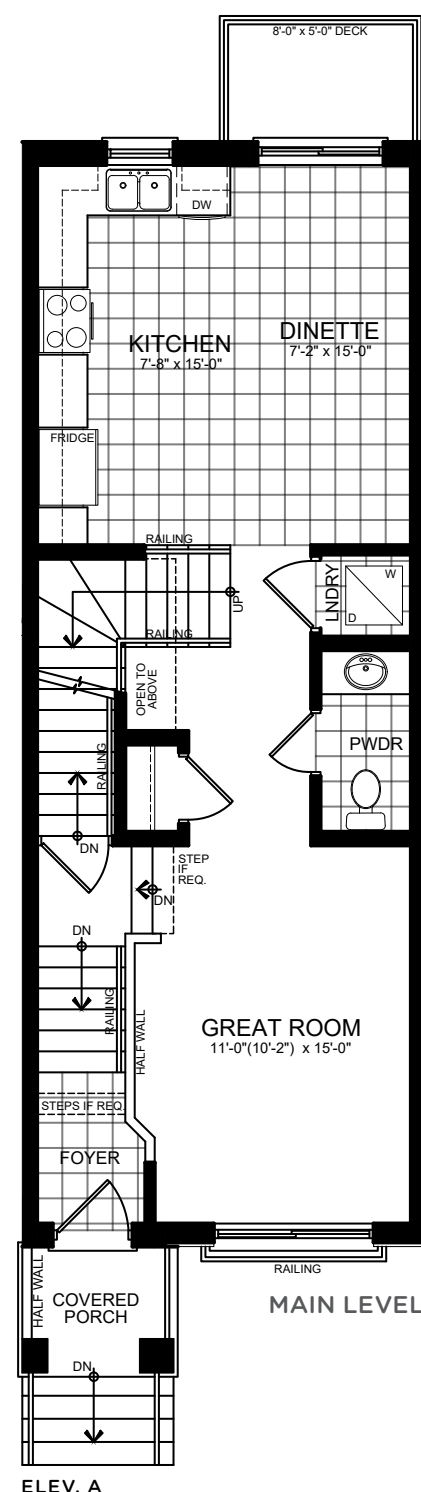 8'-0" x 5'-0" DECK
DW
KITCHEN
7'-8" x 15'-0"
DINETTE
7'-2" x 15'-0"
FRIDGE
RAILING
UP
LNDRY
W
D
RAILING
OPEN TO
ABOVE
RAILING
PWDR
DN
STEP
IF
REQ.
DN
DN
RAILING
HALF WALL
GREAT ROOM
11'-0"(10'-2") x 15'-0"
STEPS IF REQ.
FOYER
RAILING
HALF WALL
COVERED
PORCH
MAIN LEVEL
DN
ELEV. A